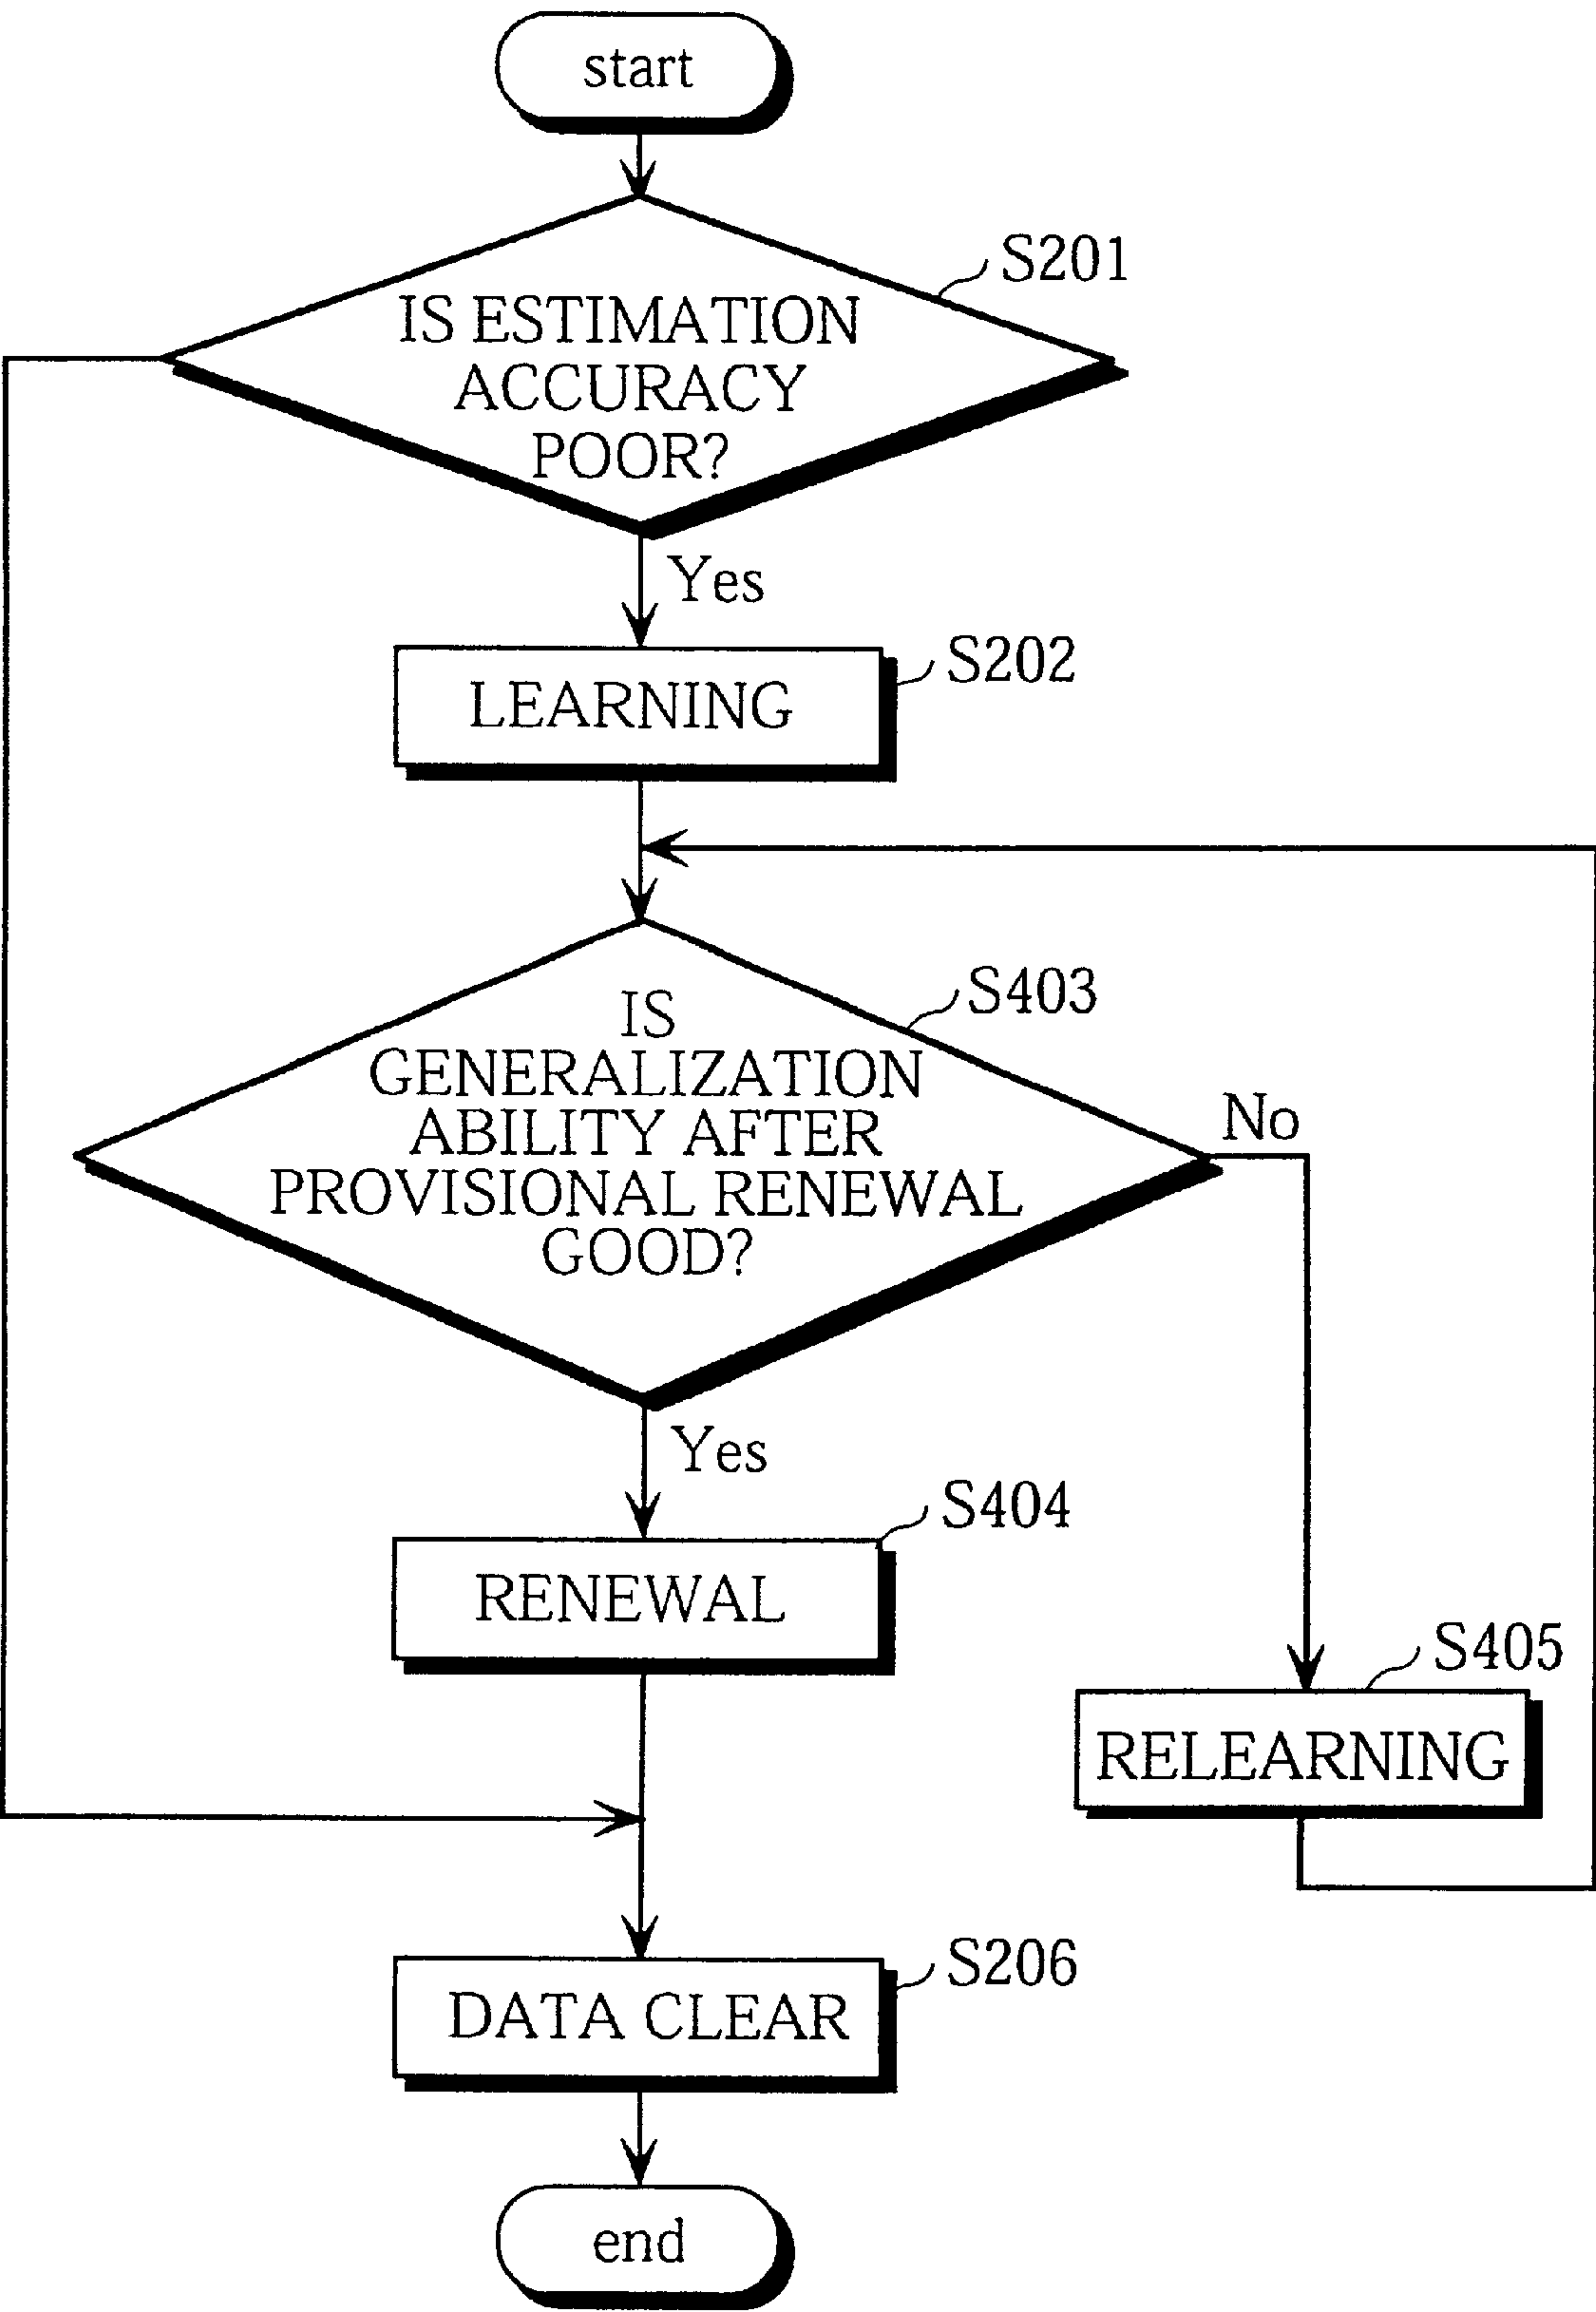 start
S201
IS ESTIMATION
ACCURACY
POOR?
Yes
S202
LEARNING
S403
IS
GENERALIZATION
ABILITY AFTER
PROVISIONAL RENEWAL
GOOD?
No
Yes
S404
RENEWAL
S405
RELEARNING
S206
DATA CLEAR
end